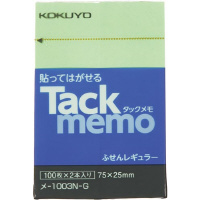 KOKUYO
貼ってはがせる
Tack
タックメモ
memo
ふせんレギュラー
100枚×2本入り 75×25mm
メ-1003N-G